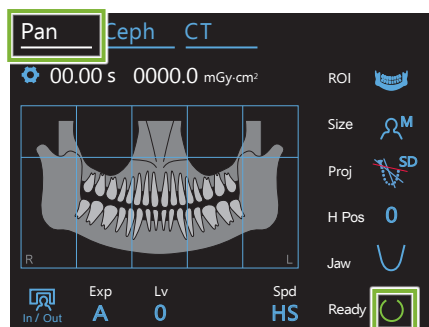 Pan Ceph CT
00.00 s 0000.0 mGy·cm²
ROI
Size M
Proj SD
H Pos 0
R L
Jaw
In / Out
Exp Lv Spd
A 0 HS
Ready